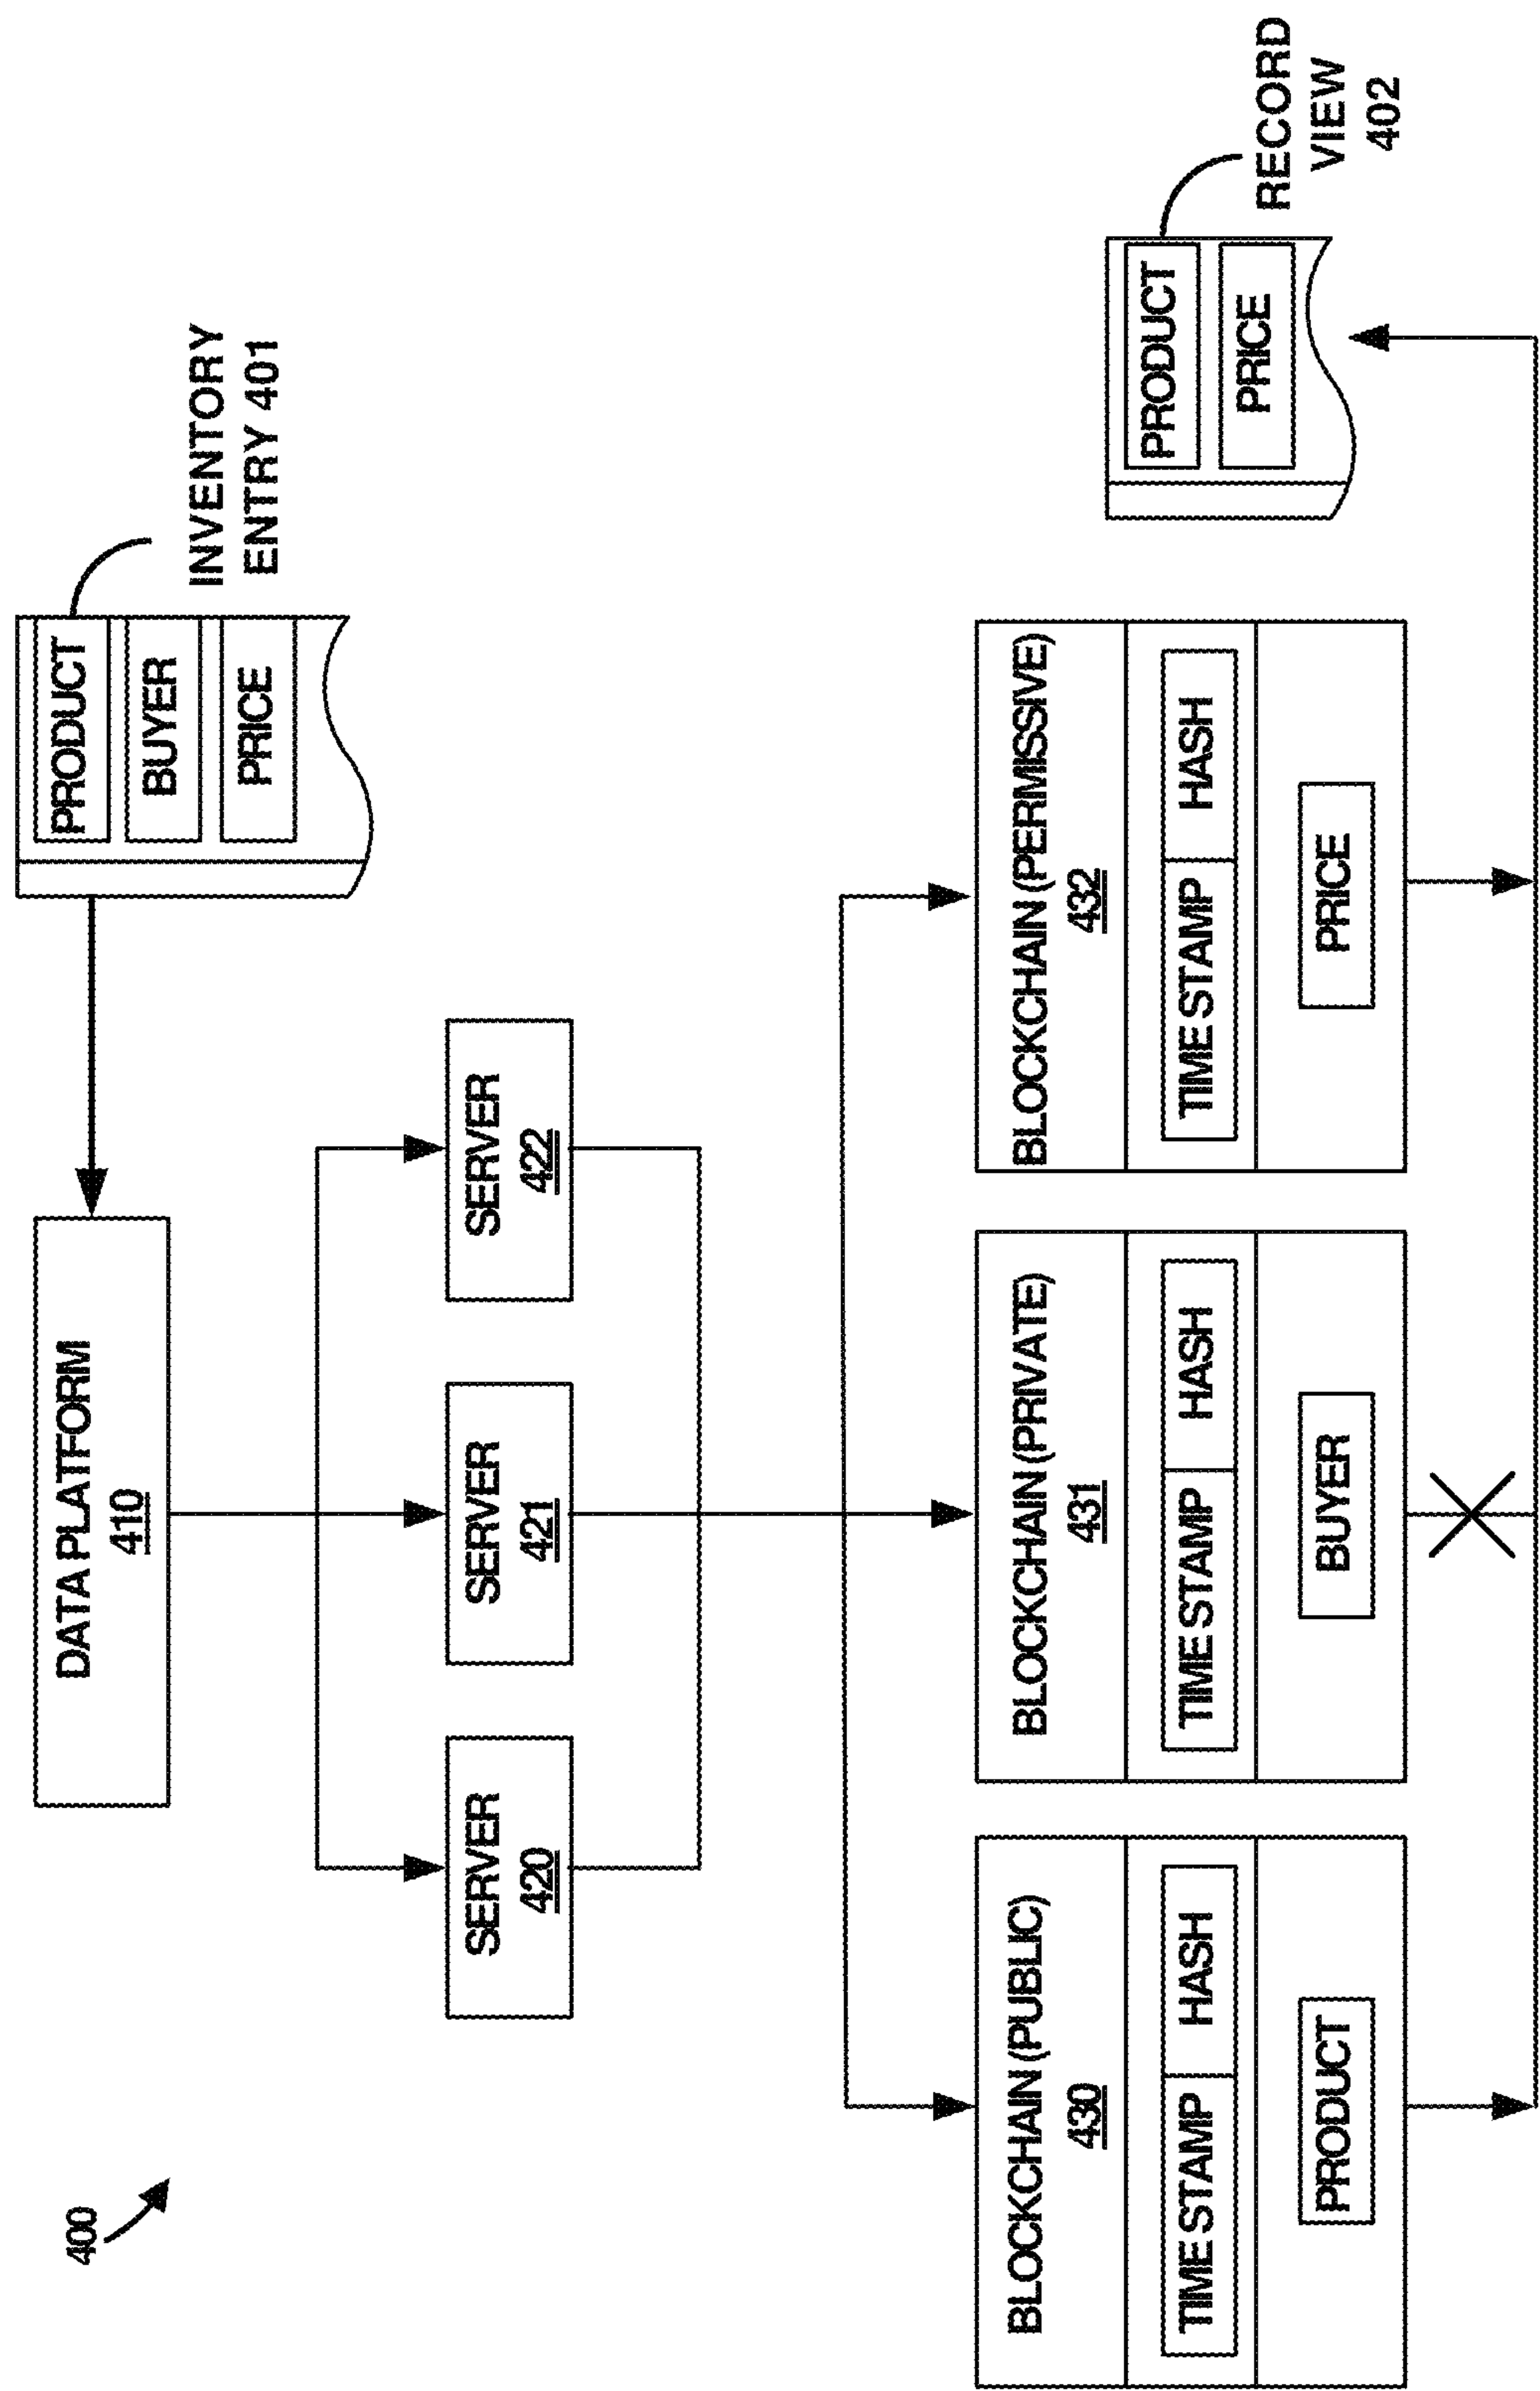 400
DATA PLATFORM
410
PRODUCT
BUYER
PRICE
INVENTORY
ENTRY 401
SERVER
420
SERVER
421
SERVER
422
BLOCKCHAIN (PUBLIC)
430
TIME STAMP
HASH
PRODUCT
BLOCKCHAIN (PRIVATE)
431
TIME STAMP
HASH
BUYER
BLOCKCHAIN (PERMISSIVE)
432
TIME STAMP
HASH
PRICE
PRODUCT
PRICE
RECORD
VIEW
402